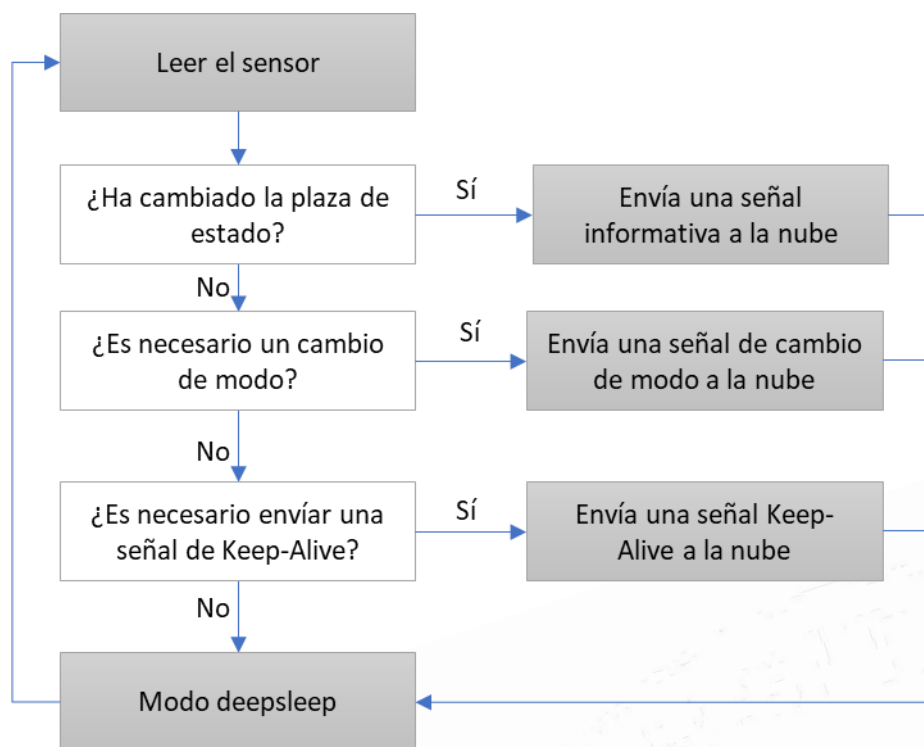 Leer el sensor
¿Ha cambiado la plaza de
estado?
Sí
Envía una señal
informativa a la nube
No
¿Es necesario un cambio
de modo?
Sí
Envía una señal de cambio
de modo a la nube
No
¿Es necesario envíar una
señal de Keep-Alive?
Sí
Envía una señal Keep-
Alive a la nube
No
Modo deepsleep